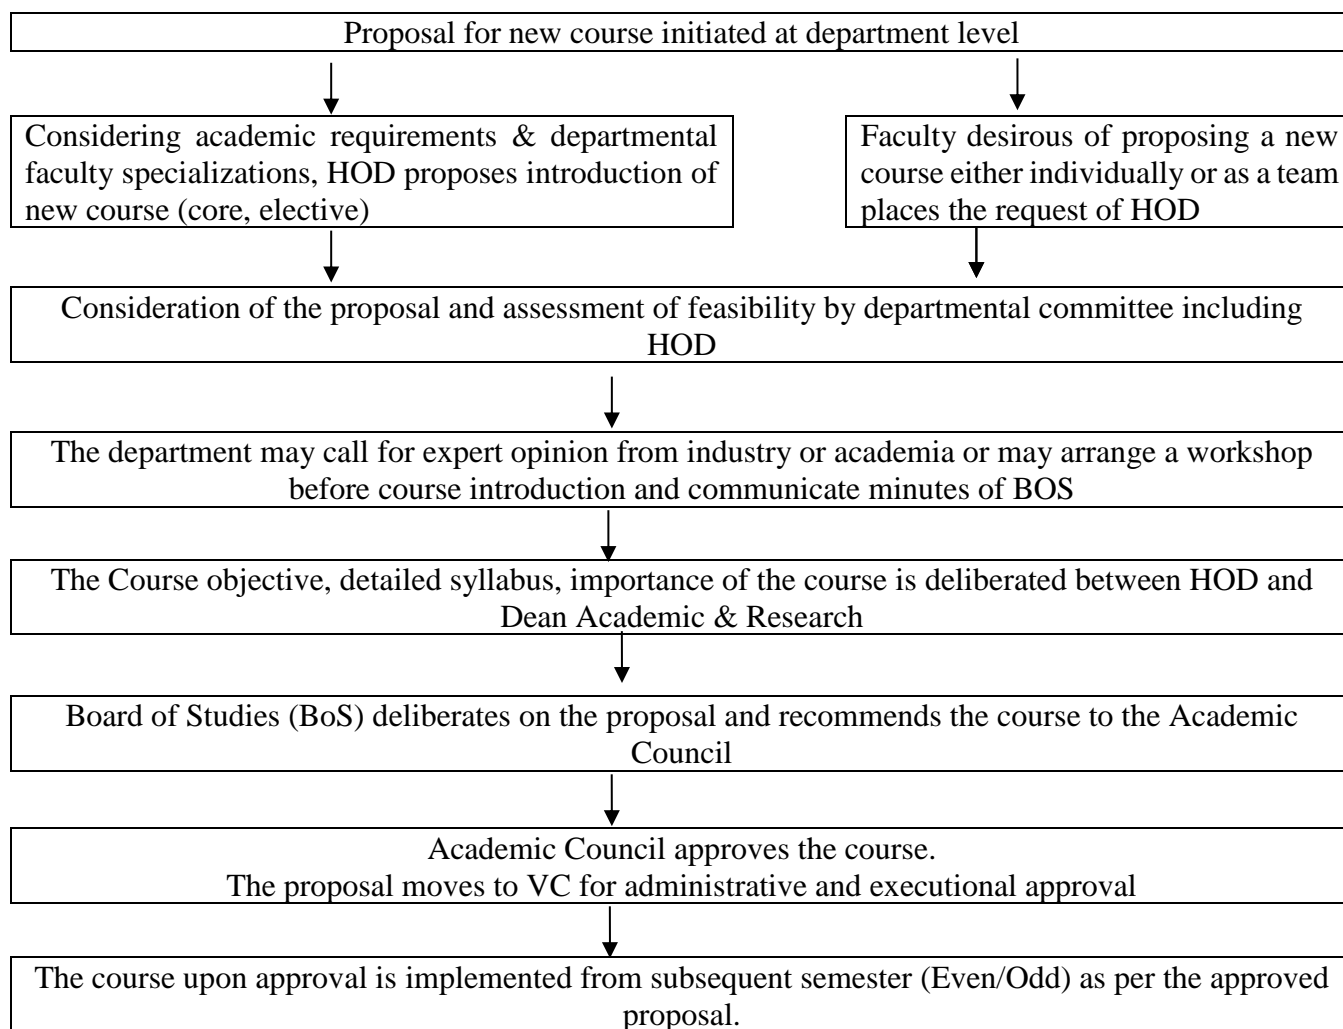 Proposal for new course initiated at department level
Considering academic requirements & departmental
faculty specializations, HOD proposes introduction of
new course (core, elective)
Faculty desirous of proposing a new
course either individually or as a team
places the request of HOD
Consideration of the proposal and assessment of feasibility by departmental committee including
HOD
The department may call for expert opinion from industry or academia or may arrange a workshop
before course introduction and communicate minutes of BOS
The Course objective, detailed syllabus, importance of the course is deliberated between HOD and
Dean Academic & Research
Board of Studies (BoS) deliberates on the proposal and recommends the course to the Academic
Council
Academic Council approves the course.
The proposal moves to VC for administrative and executional approval
The course upon approval is implemented from subsequent semester (Even/Odd) as per the approved
proposal.